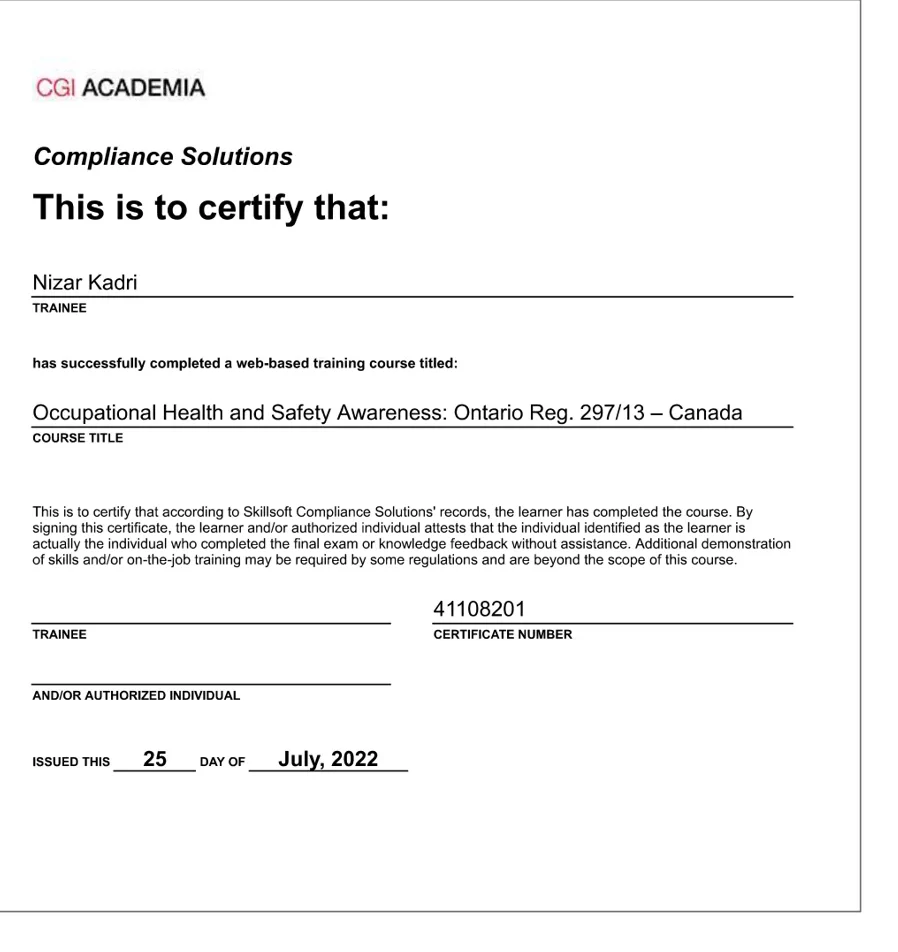 CGI ACADEMIA
Compliance Solutions
This is to certify that:
Nizar Kadri
TRAINEE
has successfully completed a web-based training course titled:
Occupational Health and Safety Awareness: Ontario Reg. 297/13 – Canada
COURSE TITLE
This is to certify that according to Skillsoft Compliance Solutions' records, the learner has completed the course. By
signing this certificate, the learner and/or authorized individual attests that the individual identified as the learner is
actually the individual who completed the final exam or knowledge feedback without assistance. Additional demonstration
of skills and/or on-the-job training may be required by some regulations and are beyond the scope of this course.
41108201
TRAINEE CERTIFICATE NUMBER
AND/OR AUTHORIZED INDIVIDUAL
ISSUED THIS 25 DAY OF July, 2022